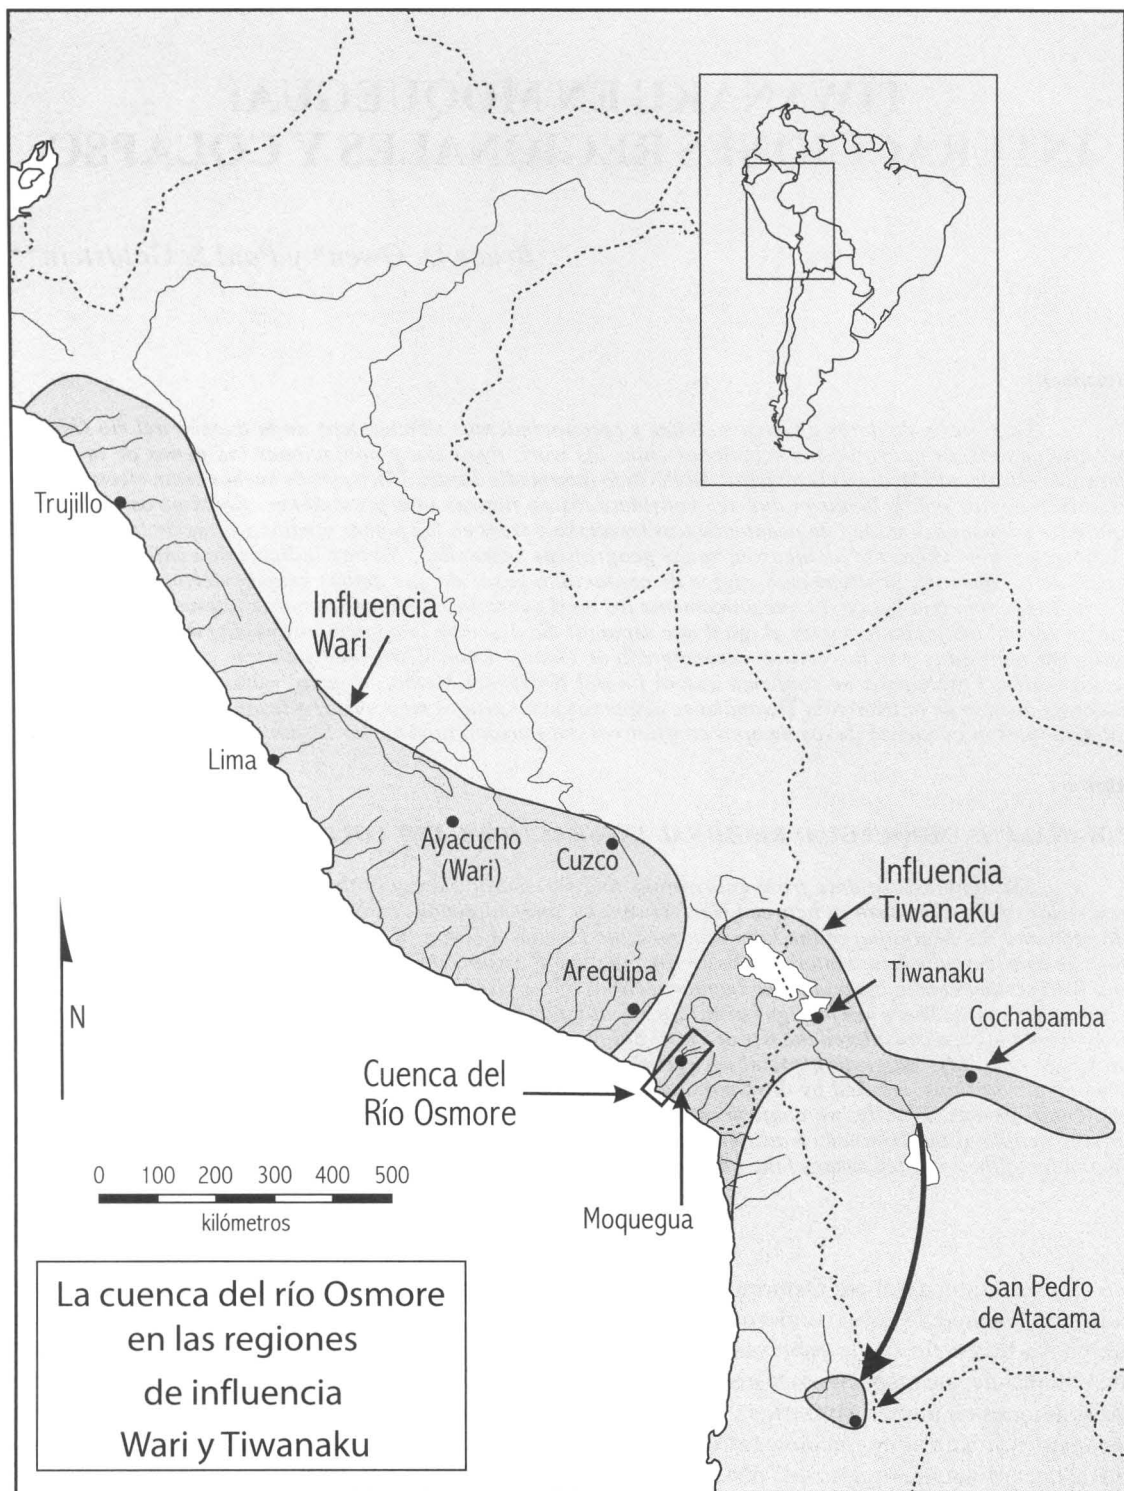 Trujillo
Influencia
Wari
Lima
Ayacucho
(Wari)
Cuzco
Influencia
Tiwanaku
Arequipa
Tiwanaku
Cochabamba
N
Cuenca del
Río Osmore
0 100 200 300 400 500
kilómetros
Moquegua
San Pedro
de Atacama
La cuenca del río Osmore
en las regiones
de influencia
Wari y Tiwanaku